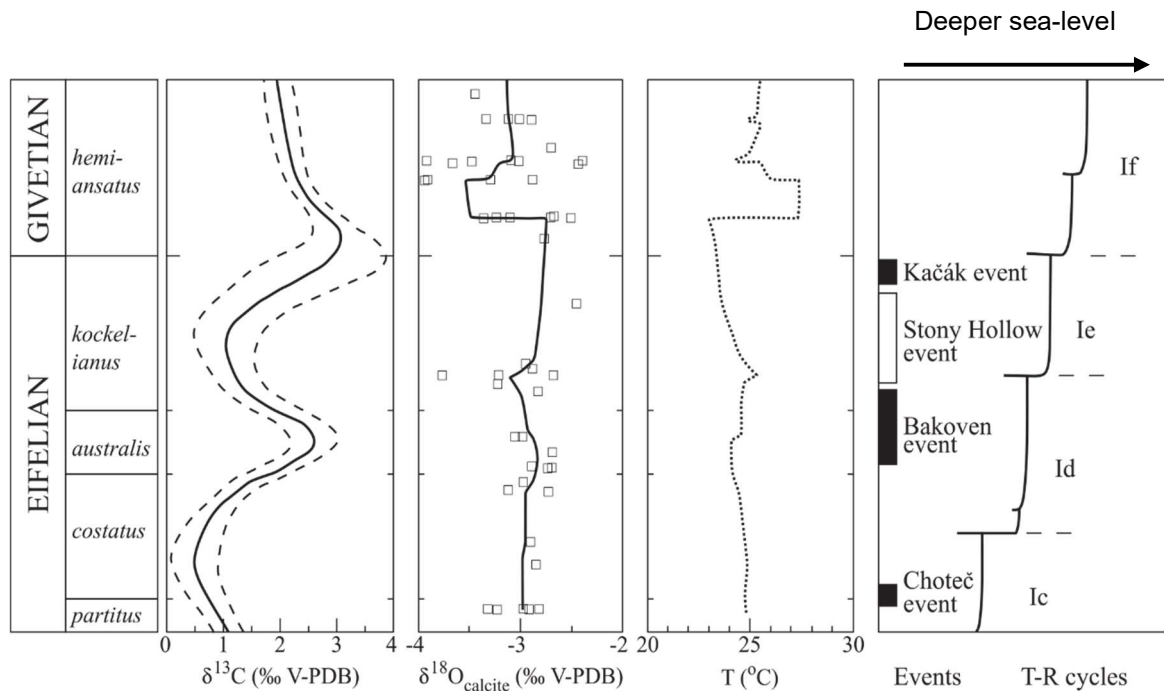 Deeper sea-level
GIVETIAN
hemi-
ansatus
EIFELIAN
kockel-
ianus
australis
costatus
partitus
0 1 2 3 4
δ¹³C (‰ V-PDB)
-4 -3 -2
δ¹⁸Ocalcite (‰ V-PDB)
20 25 30
T (°C)
Kačák event
Stony Hollow
event
Bakoven
event
Choteč
event
If
Ie
Id
Ic
Events T-R cycles